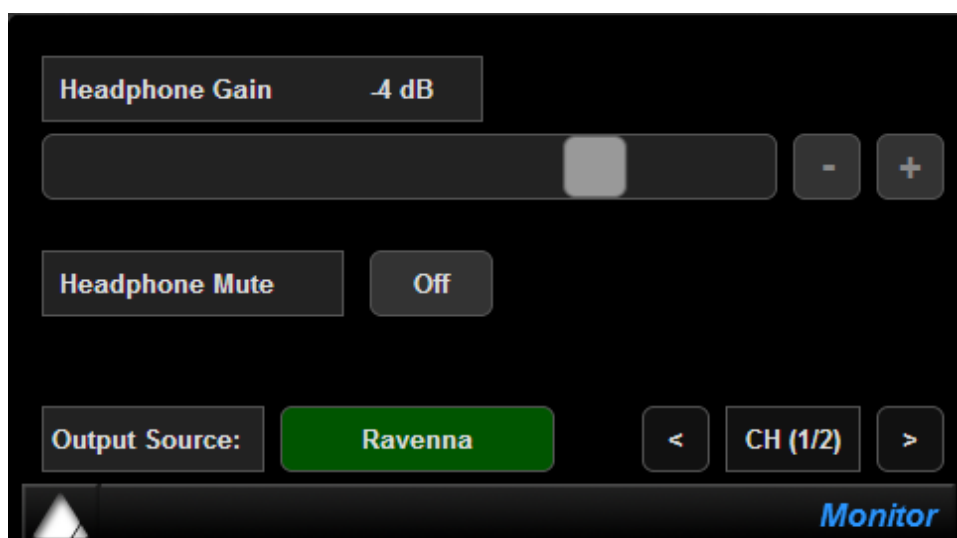 Headphone Gain -4 dB
- +
Headphone Mute Off
Output Source: Ravenna < CH (1/2) >
Monitor